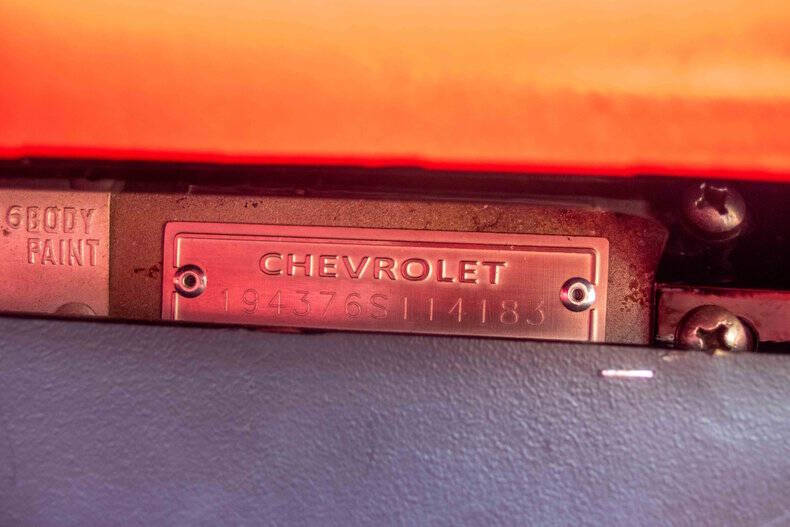 6BODY
PAINT
CHEVROLET
194376S114183